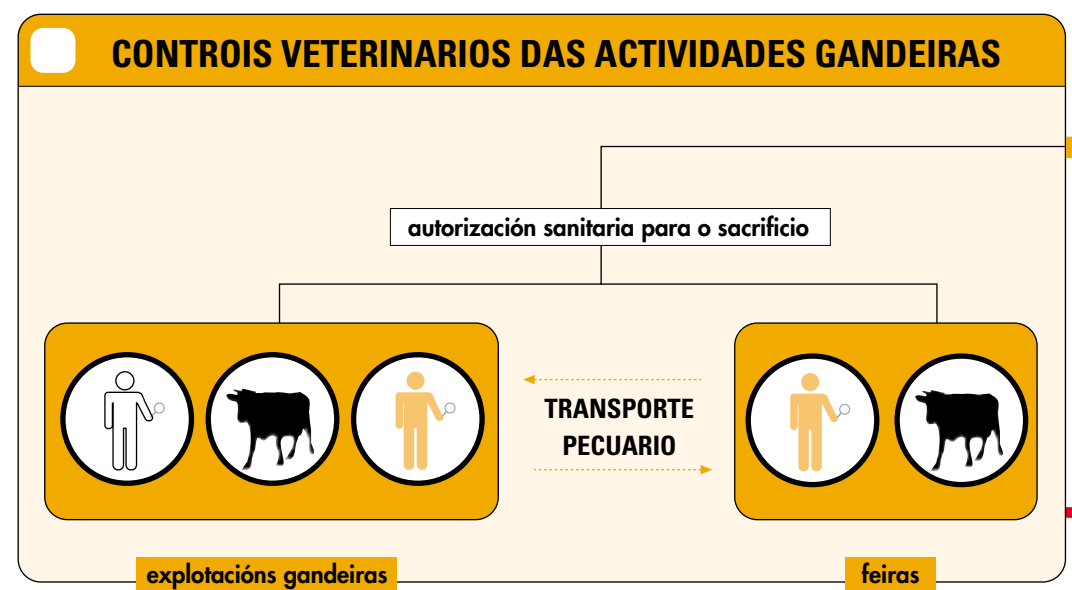 CONTROIS VETERINARIOS DAS ACTIVIDADES GANDEIRAS
autorización sanitaria para o sacrificio
TRANSPORTE
PECUARIO
explotacións gandeiras
feiras